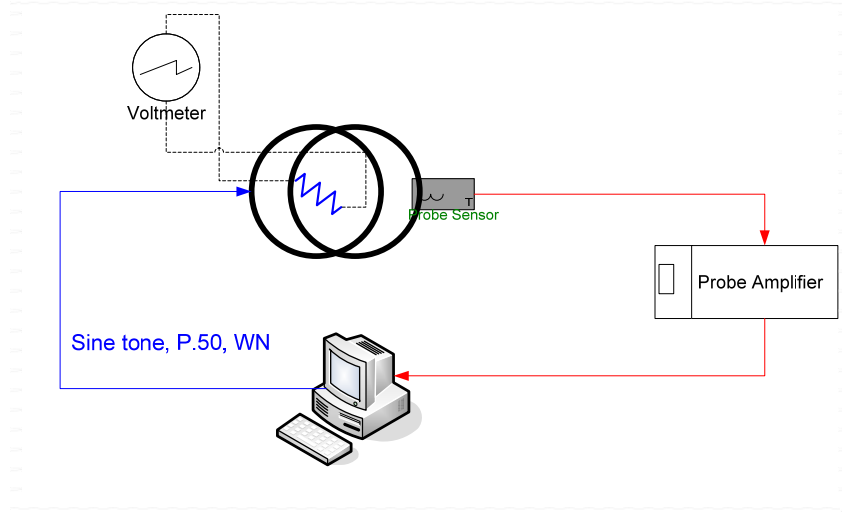 Voltmeter
Probe Sensor
Probe Amplifier
Sine tone, P.50, WN